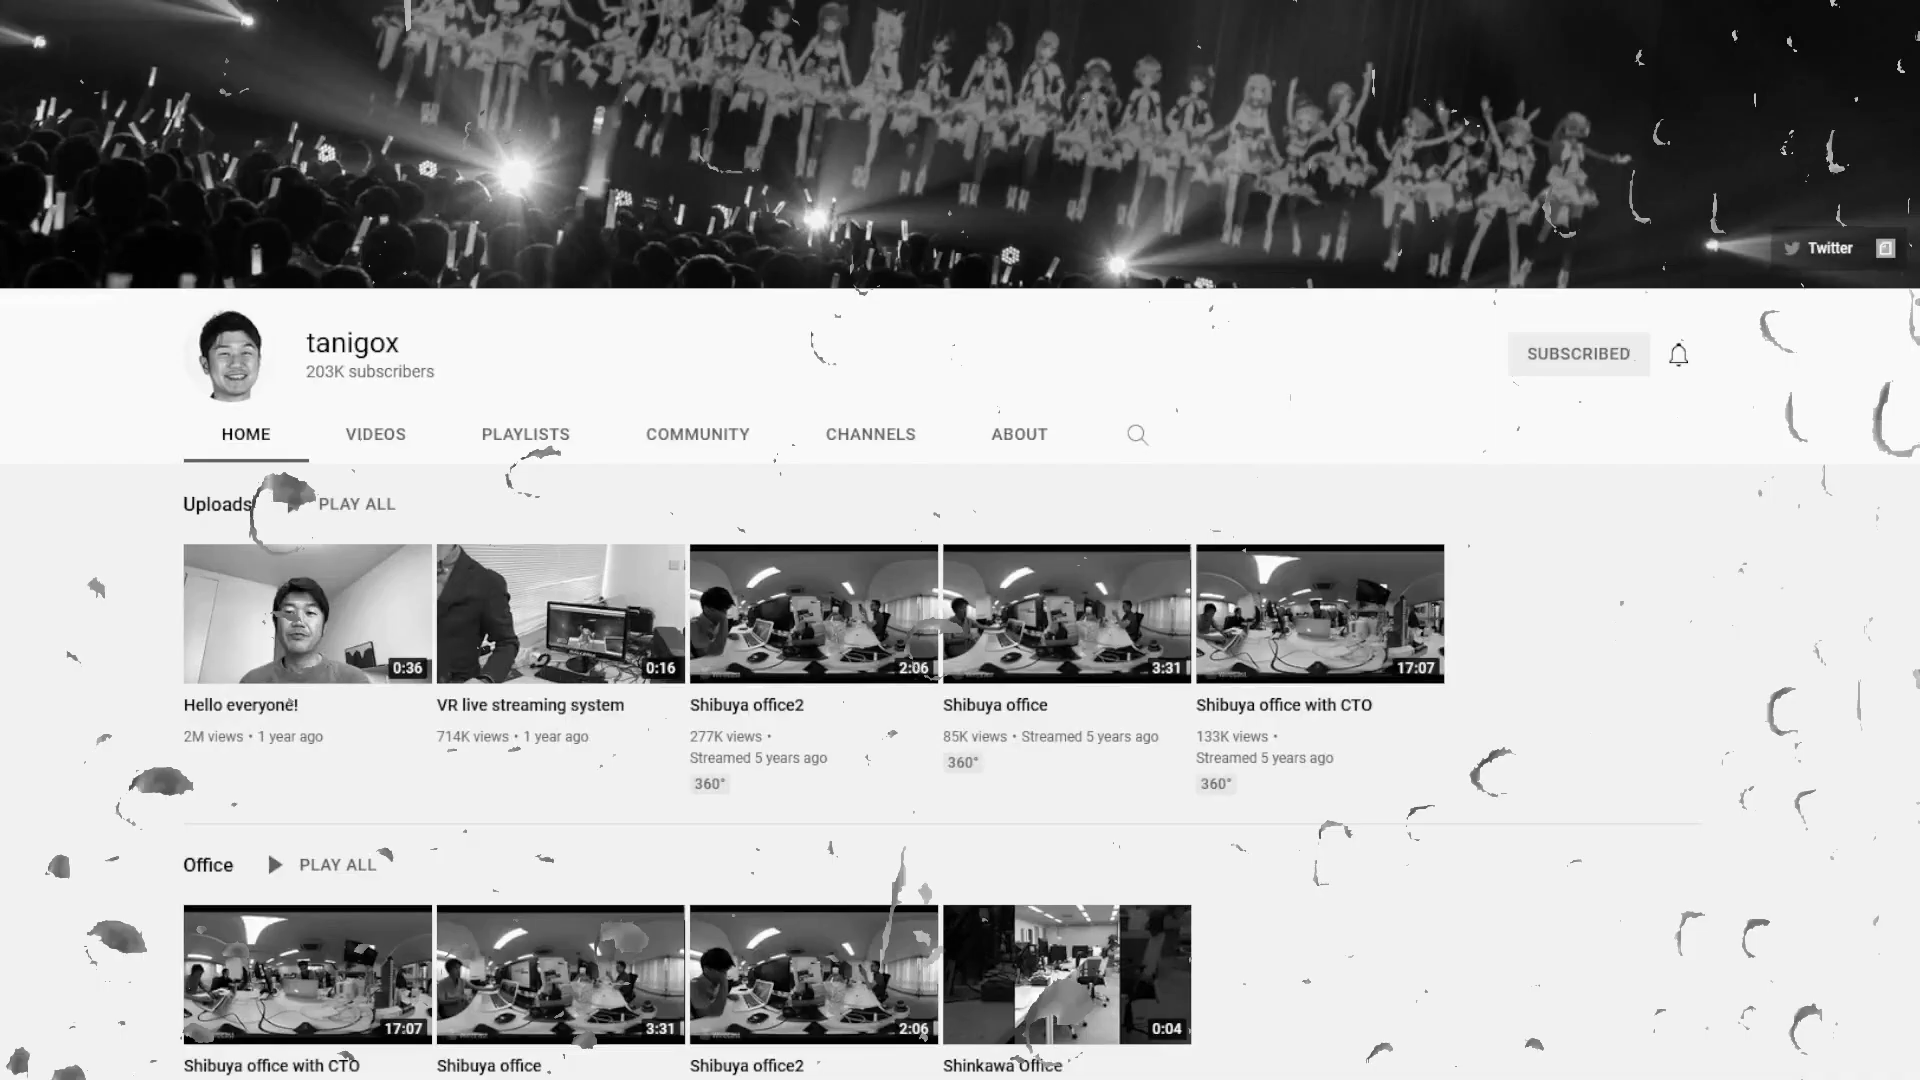 Twitter
tanigox
203K subscribers
SUBSCRIBED
HOME VIDEOS PLAYLISTS COMMUNITY CHANNELS ABOUT
Uploads PLAY ALL
0:36 0:16 2:06 3:31 17:07
Hello everyone! VR live streaming system Shibuya office2 Shibuya office Shibuya office with CTO
2M views • 1 year ago 714K views • 1 year ago 277K views • 85K views • Streamed 5 years ago 133K views •
Streamed 5 years ago Streamed 5 years ago
360° 360° 360°
Office PLAY ALL
17:07 3:31 2:06 0:04
Shibuya office with CTO Shibuya office Shibuya office2 Shinkawa Office